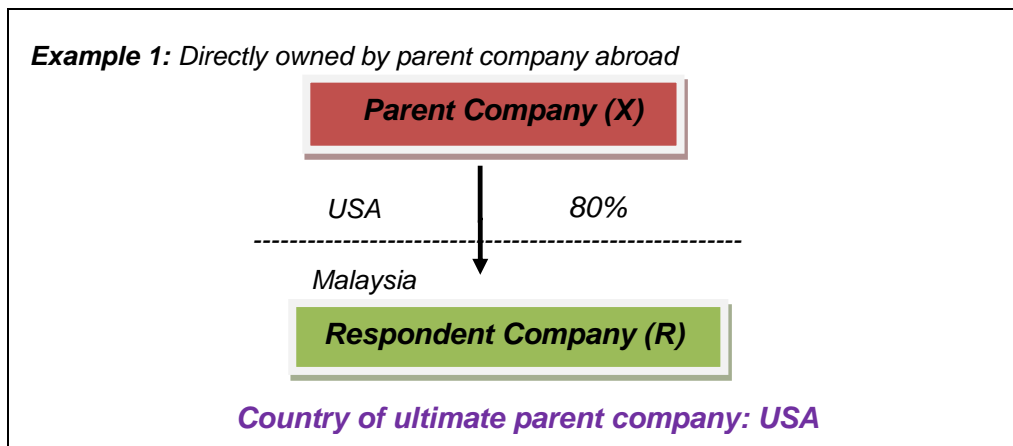 Example 1: Directly owned by parent company abroad
Parent Company (X)
USA 80%
Malaysia
Respondent Company (R)
Country of ultimate parent company: USA